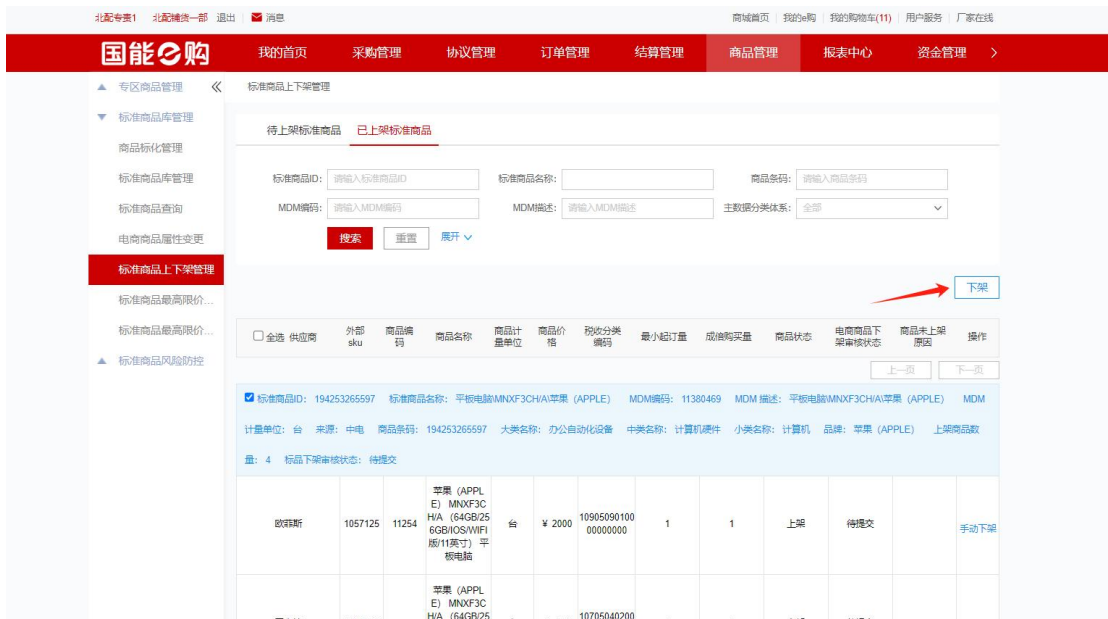 北配专责1 北配捕货一部 退出 消息 商城首页 我的e购 我的购物车(11) 用户服务 厂家在线
国能e购 我的首页 采购管理 协议管理 订单管理 结算管理 商品管理 报表中心 资金管理
专区商品管理
标准商品上下架管理
标准商品库管理
待上架标准商品 已上架标准商品
商品标化管理
标准商品库管理
标准商品ID: 请输入标准商品ID 标准商品名称: 商品条码: 请输入商品条码
标准商品查询
MDM编码: 请输入MDM编码 MDM描述: 请输入MDM描述 主数据分类体系: 全部
电商商品属性变更
搜索 重置 展开
标准商品上下架管理
下架
标准商品最高限价...
标准商品最高限价...
全选 供应商 外部sku 商品编码 商品名称 商品计量单位 商品价格 税收分类编码 最小起订量 成倍购买量 商品状态 电商商品下架审核状态 商品未上架原因 操作
标准商品风险防控
上一页 下一页
标准商品ID: 194253265597 标准商品名称: 平板电脑\MNXF3CH/A\苹果 (APPLE) MDM编码: 11380469 MDM 描述: 平板电脑\MNXF3CH/A\苹果 (APPLE) MDM
计量单位: 台 来源: 中电 商品条码: 194253265597 大类名称: 办公自动化设备 中类名称: 计算机硬件 小类名称: 计算机 品牌: 苹果 (APPLE) 上架商品数
量: 4 标品下架审核状态: 待提交
欧菲斯 1057125 11254 苹果 (APPLE) MNXF3CH/A (64GB/256GB/IOS/WIFI版/11英寸) 平板电脑 台 ¥ 2000 1090509010000000000 1 1 上架 待提交 手动下架
苹果 (APPL
E) MNXF3C
H/A (64GB/25
10705040200